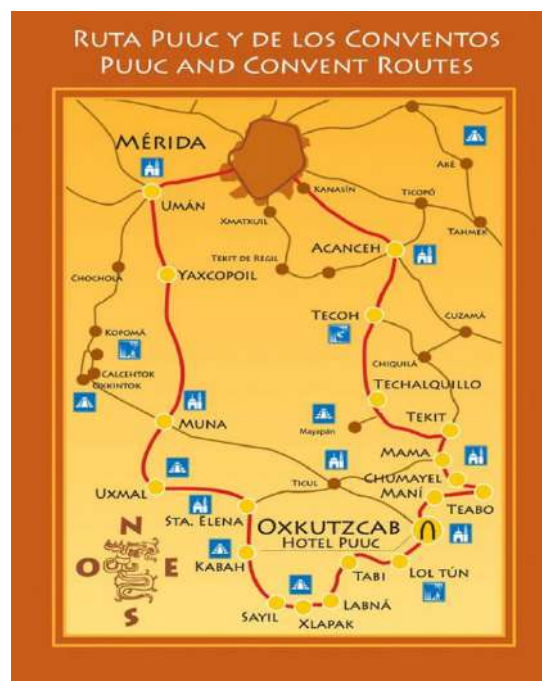 RUTA PUUC Y DE LOS CONVENTOS
PUUC AND CONVENT ROUTES
MÉRIDA
AKÉ
KANASÍN
UMÁN
TICOPÓ
XMATKUIL
TAHMEK
ACANCEH
TEKIT DE REGIL
CHOCHOLA
YAXCOPOIL
TECOH
CUZAMÁ
KOPOMÁ
CHIQUILÁ
CALCEHTOK
OXKINTOK
TECHALQUILLO
TEKIT
MUNA
Mayapán
MAMA
CHUMAYEL
TICUL
UXMAL
MANÍ
TEABO
STA. ELENA
OXKUTZCAB
HOTEL PUUC
N
O
E
S
KABAH
TABI
LOL TÚN
LABNÁ
SAYIL
XLAPAK